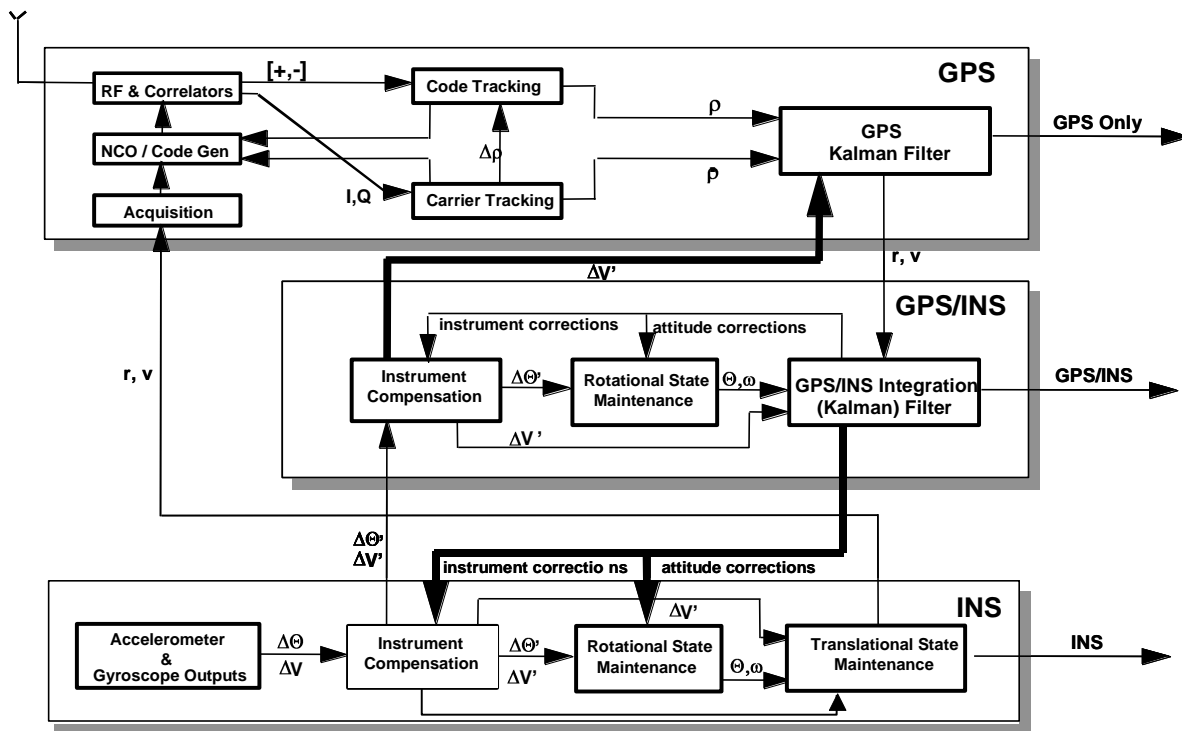 GPS
[+,-]
RF & Correlators
Code Tracking
ρ
GPS
Kalman Filter
GPS Only
NCO / Code Gen
Δρ
ρ̇
I,Q
Carrier Tracking
Acquisition
r, v
ΔV'
GPS/INS
instrument corrections
attitude corrections
r, v
Instrument
Compensation
ΔΘ'
Rotational State
Maintenance
Θ,ω
GPS/INS Integration
(Kalman) Filter
GPS/INS
ΔV '
ΔΘ'
ΔV'
instrument correctio ns
attitude corrections
INS
ΔV'
Accelerometer
&
Gyroscope Outputs
ΔΘ
ΔV
Instrument
Compensation
ΔΘ'
ΔV'
Rotational State
Maintenance
Θ,ω
Translational State
Maintenance
INS